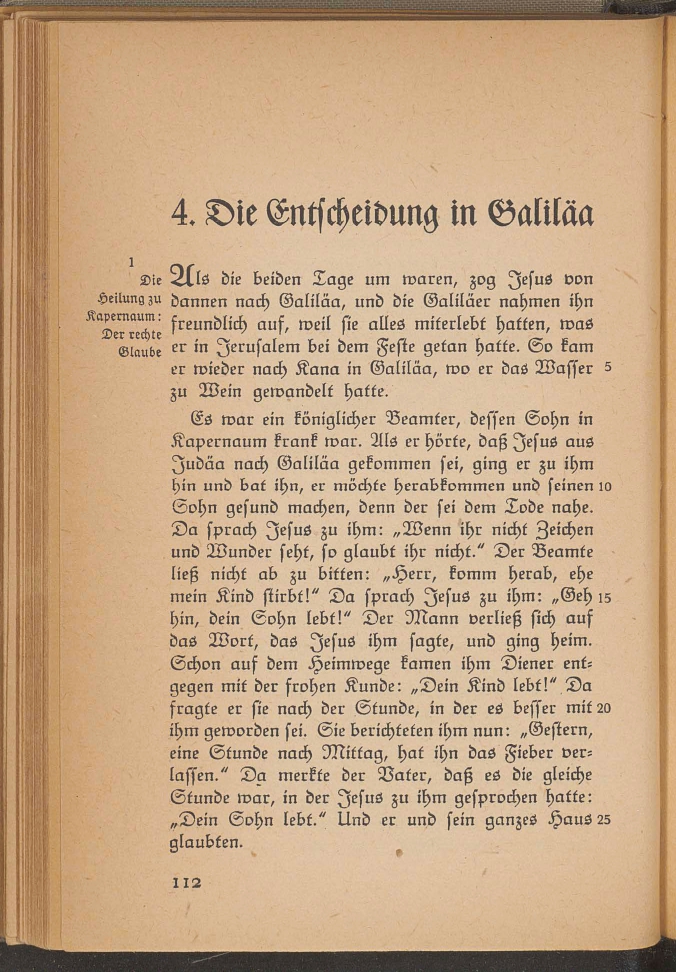 4. Die Entscheidung in Galiläa
1
Die
Heilung zu
Kapernaum:
Der rechte
Glaube
Als die beiden Tage um waren, zog Jesus von
dannen nach Galiläa, und die Galiläer nahmen ihn
freundlich auf, weil sie alles miterlebt hatten, was
er in Jerusalem bei dem Feste getan hatte. So kam
er wieder nach Kana in Galiläa, wo er das Wasser 5
zu Wein gewandelt hatte.
Es war ein königlicher Beamter, dessen Sohn in
Kapernaum krank war. Als er hörte, daß Jesus aus
Judäa nach Galiläa gekommen sei, ging er zu ihm
hin und bat ihn, er möchte herabkommen und seinen 10
Sohn gesund machen, denn der sei dem Tode nahe.
Da sprach Jesus zu ihm: „Wenn ihr nicht Zeichen
und Wunder seht, so glaubt ihr nicht.“ Der Beamte
ließ nicht ab zu bitten: „Herr, komm herab, ehe
mein Kind stirbt!“ Da sprach Jesus zu ihm: „Geh 15
hin, dein Sohn lebt!“ Der Mann verließ sich auf
das Wort, das Jesus ihm sagte, und ging heim.
Schon auf dem Heimwege kamen ihm Diener ent-
gegen mit der frohen Kunde: „Dein Kind lebt!“ Da
fragte er sie nach der Stunde, in der es besser mit 20
ihm geworden sei. Sie berichteten ihm nun: „Gestern,
eine Stunde nach Mittag, hat ihn das Fieber ver-
lassen.“ Da merkte der Vater, daß es die gleiche
Stunde war, in der Jesus zu ihm gesprochen hatte:
„Dein Sohn lebt.“ Und er und sein ganzes Haus 25
glaubten.
112